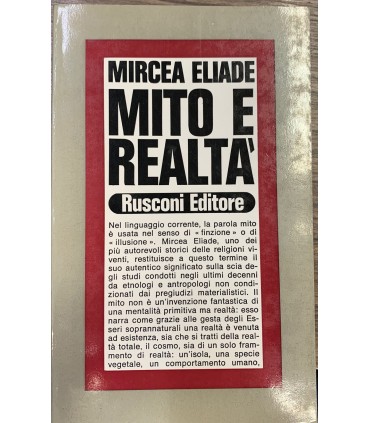 MIRCEA ELIADE
MITO E
REALTÀ
Rusconi Editore
Nel linguaggio corrente, la parola mito
è usata nel senso di « finzione » o di
« illusione ». Mircea Eliade, uno dei
più autorevoli storici delle religioni vi-
venti, restituisce a questo termine il
suo autentico significato sulla scia de-
gli studi condotti negli ultimi decenni
da etnologi e antropologi non condi-
zionati dai pregiudizi materialistici. Il
mito non è un'invenzione fantastica di
una mentalità primitiva ma realtà: esso
narra come grazie alle gesta degli Es-
seri soprannaturali una realtà è venuta
ad esistenza, sia che si tratti della real-
tà totale, il cosmo, sia di un solo fram-
mento di realtà: un'isola, una specie
vegetale, un comportamento umano,